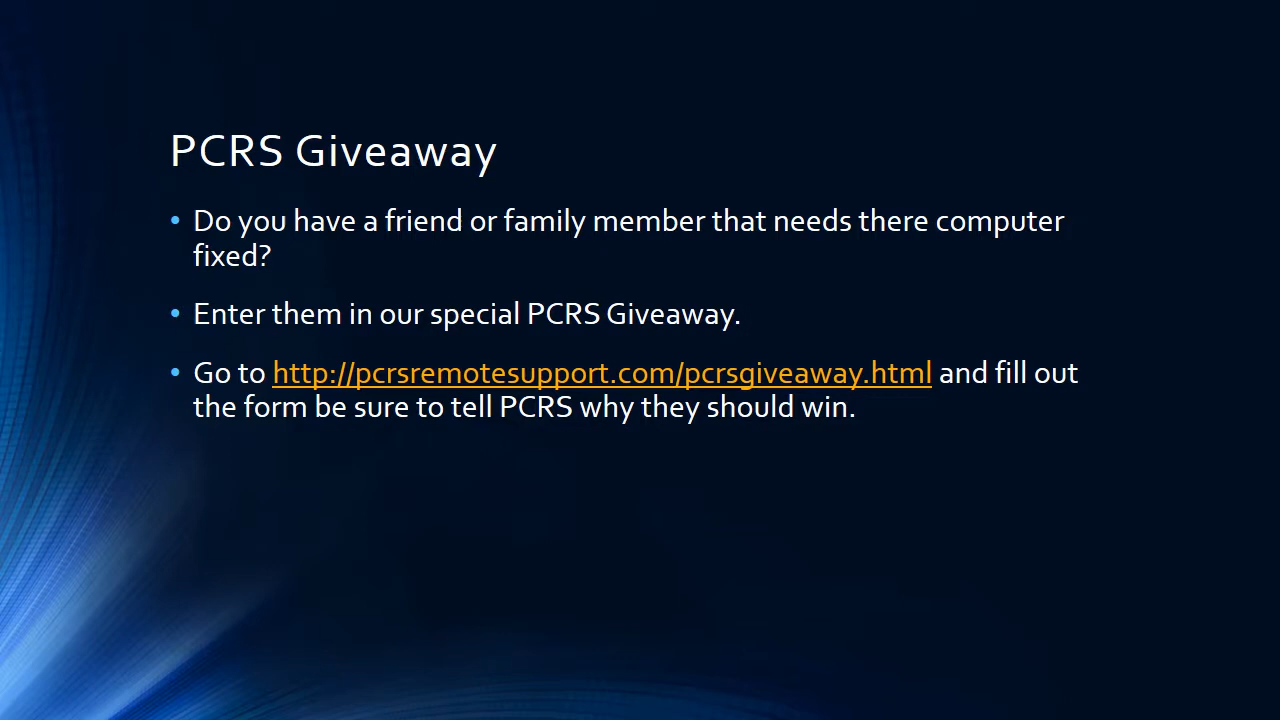 PCRS Giveaway
• Do you have a friend or family member that needs there computer
fixed?
• Enter them in our special PCRS Giveaway.
• Go to http://pcrsremotesupport.com/pcrsgiveaway.html and fill out
the form be sure to tell PCRS why they should win.